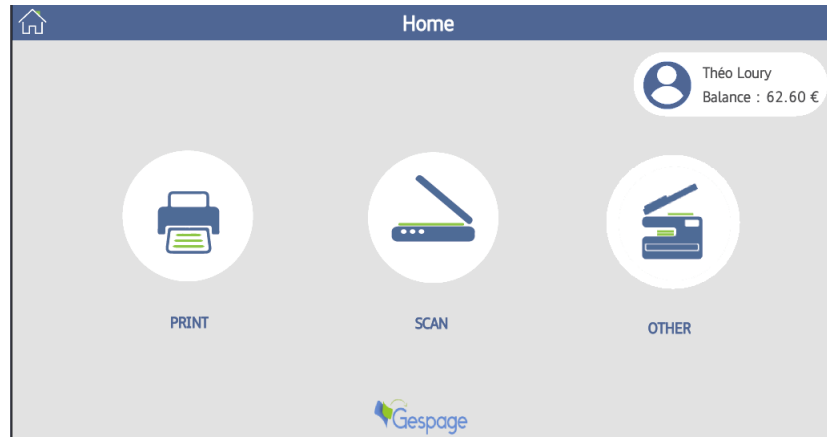 Home
Théo Loury
Balance : 62.60 €
PRINT
SCAN
OTHER
Gespage